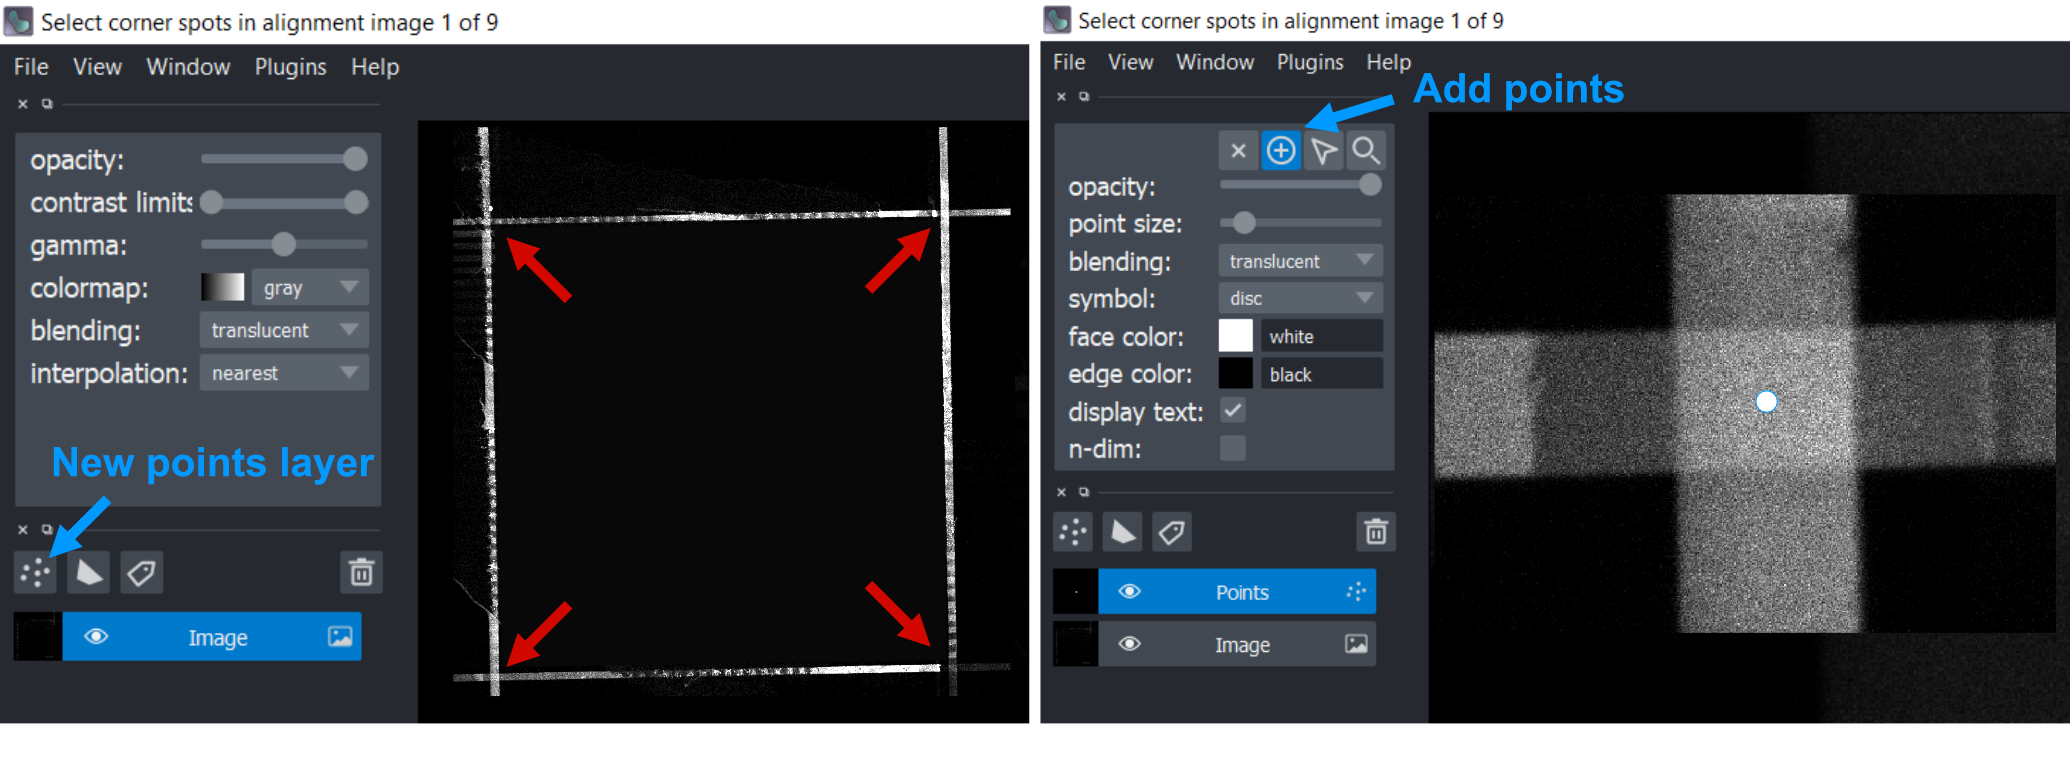 Select corner spots in alignment image 1 of 9
File View Window Plugins Help
opacity:
contrast limits
gamma:
colormap: gray
blending: translucent
interpolation: nearest
New points layer
Image
Select corner spots in alignment image 1 of 9
File View Window Plugins Help
Add points
opacity:
point size:
blending: translucent
symbol: disc
face color: white
edge color: black
display text:
n-dim:
Points
Image